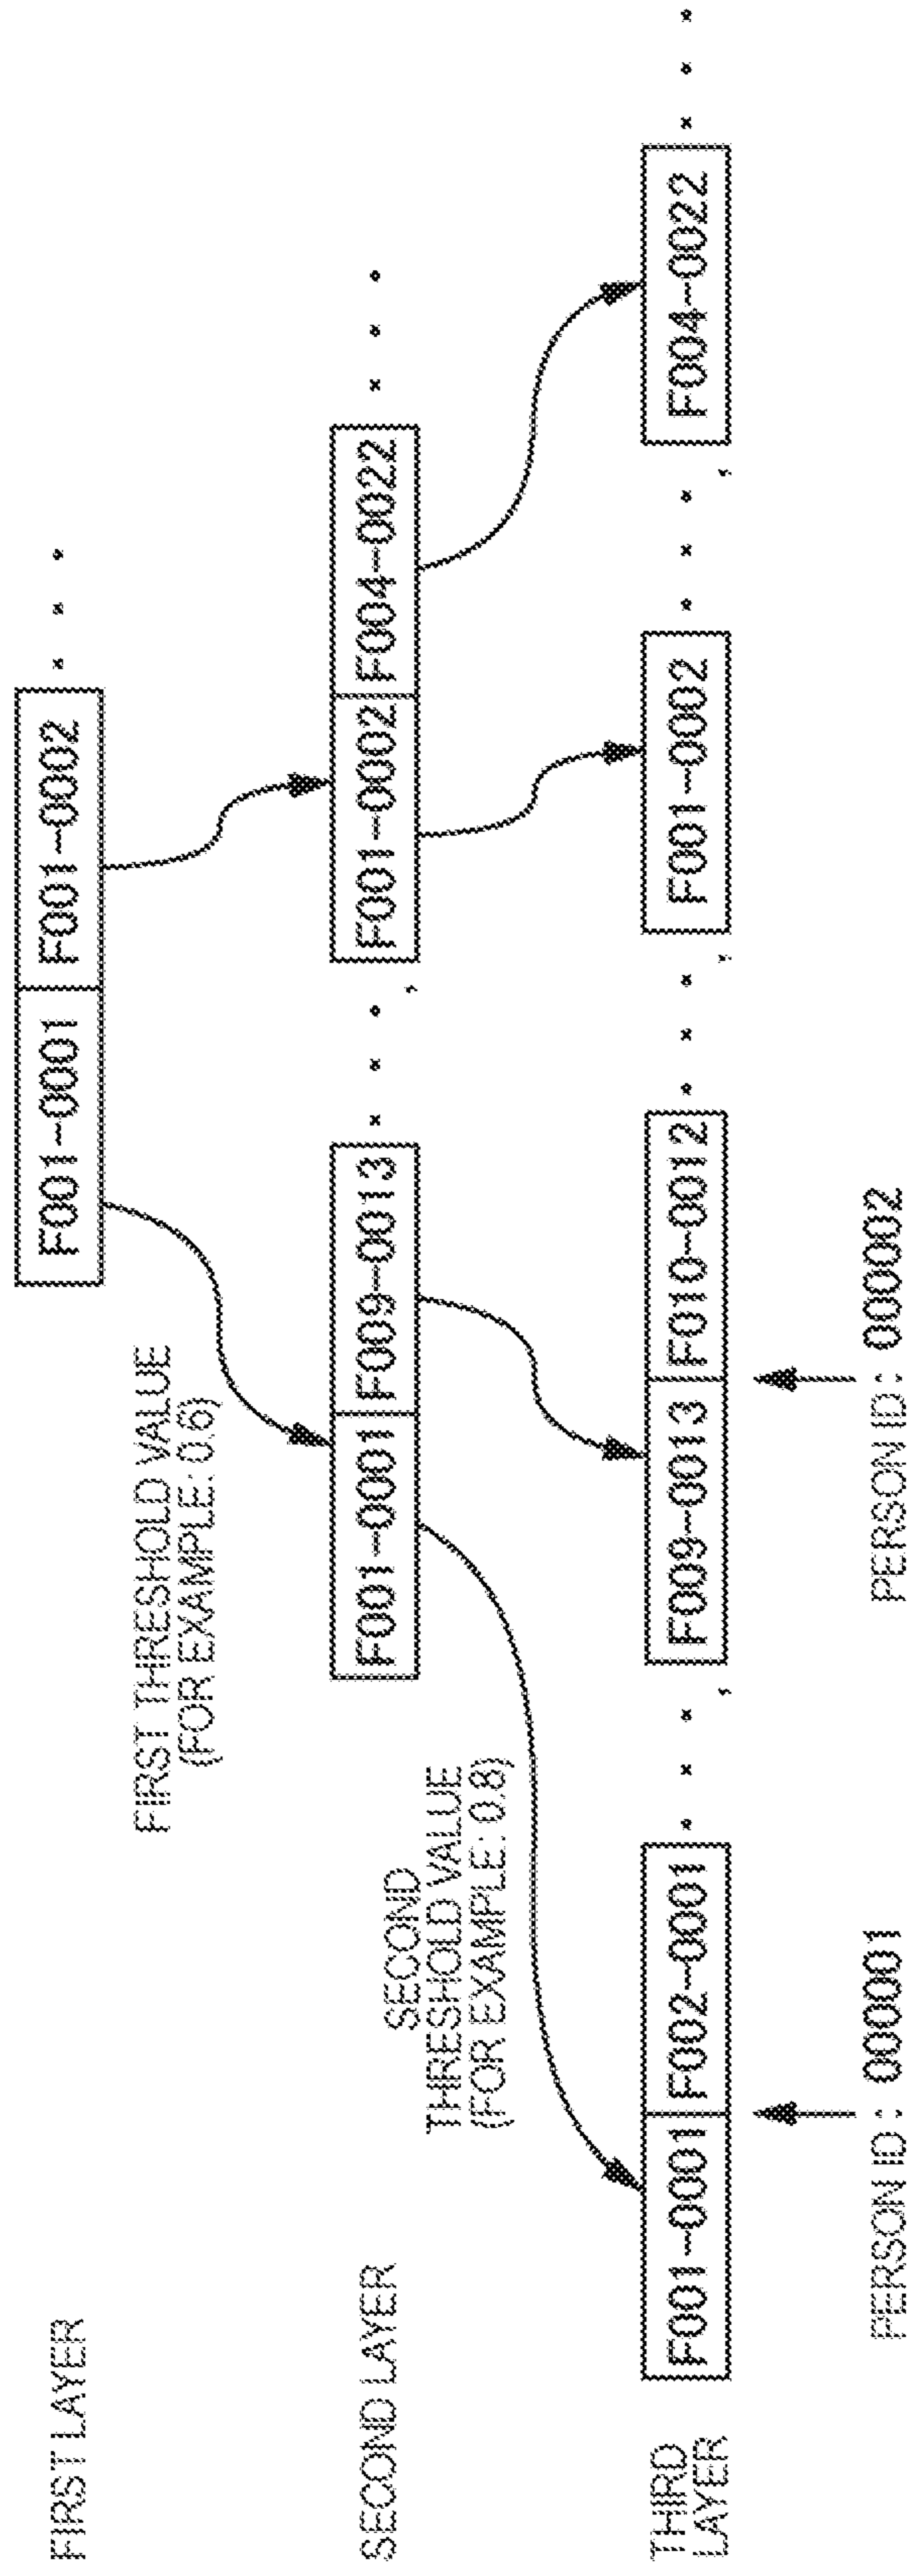 FIRST LAYER
F001-0001 F001-0002 . . .
FIRST THRESHOLD VALUE
(FOR EXAMPLE: 0.6)
SECOND LAYER
F001-0001 F009-0013 . . . , F001-0002 F004-0022 . . .
SECOND
THRESHOLD VALUE
(FOR EXAMPLE: 0.8)
THIRD
LAYER
F001-0001 F002-0001 . . . , F009-0013 F010-0012 . . . , F001-0002 . . . , F004-0022 . . .
PERSON ID : 000001
PERSON ID : 000002